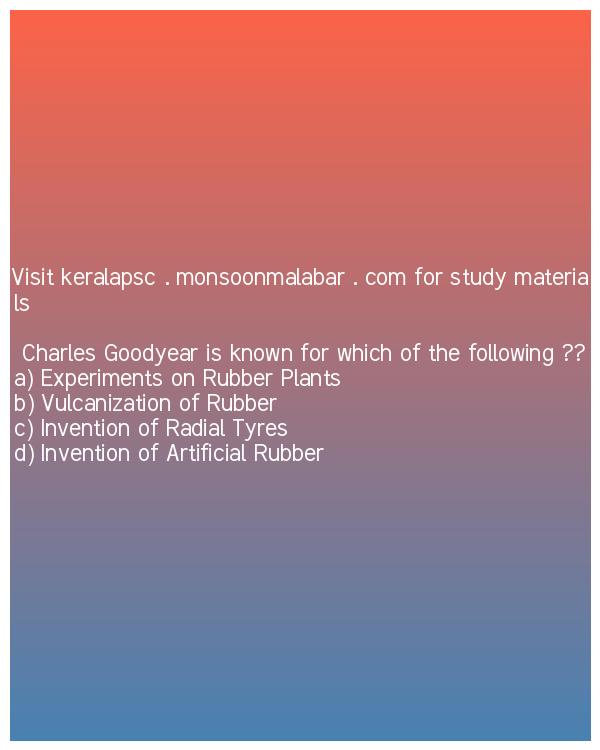 Visit keralapsc . monsoonmalabar . com for study materia
ls
Charles Goodyear is known for which of the following ??
a) Experiments on Rubber Plants
b) Vulcanization of Rubber
c) Invention of Radial Tyres
d) Invention of Artificial Rubber